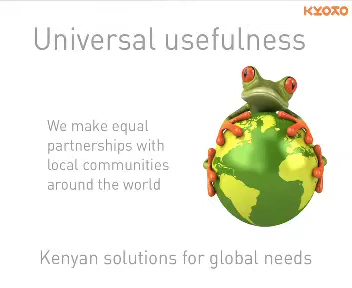 KYOTO
Universal usefulness
We make equal
partnerships with
local communities
around the world
Kenyan solutions for global needs